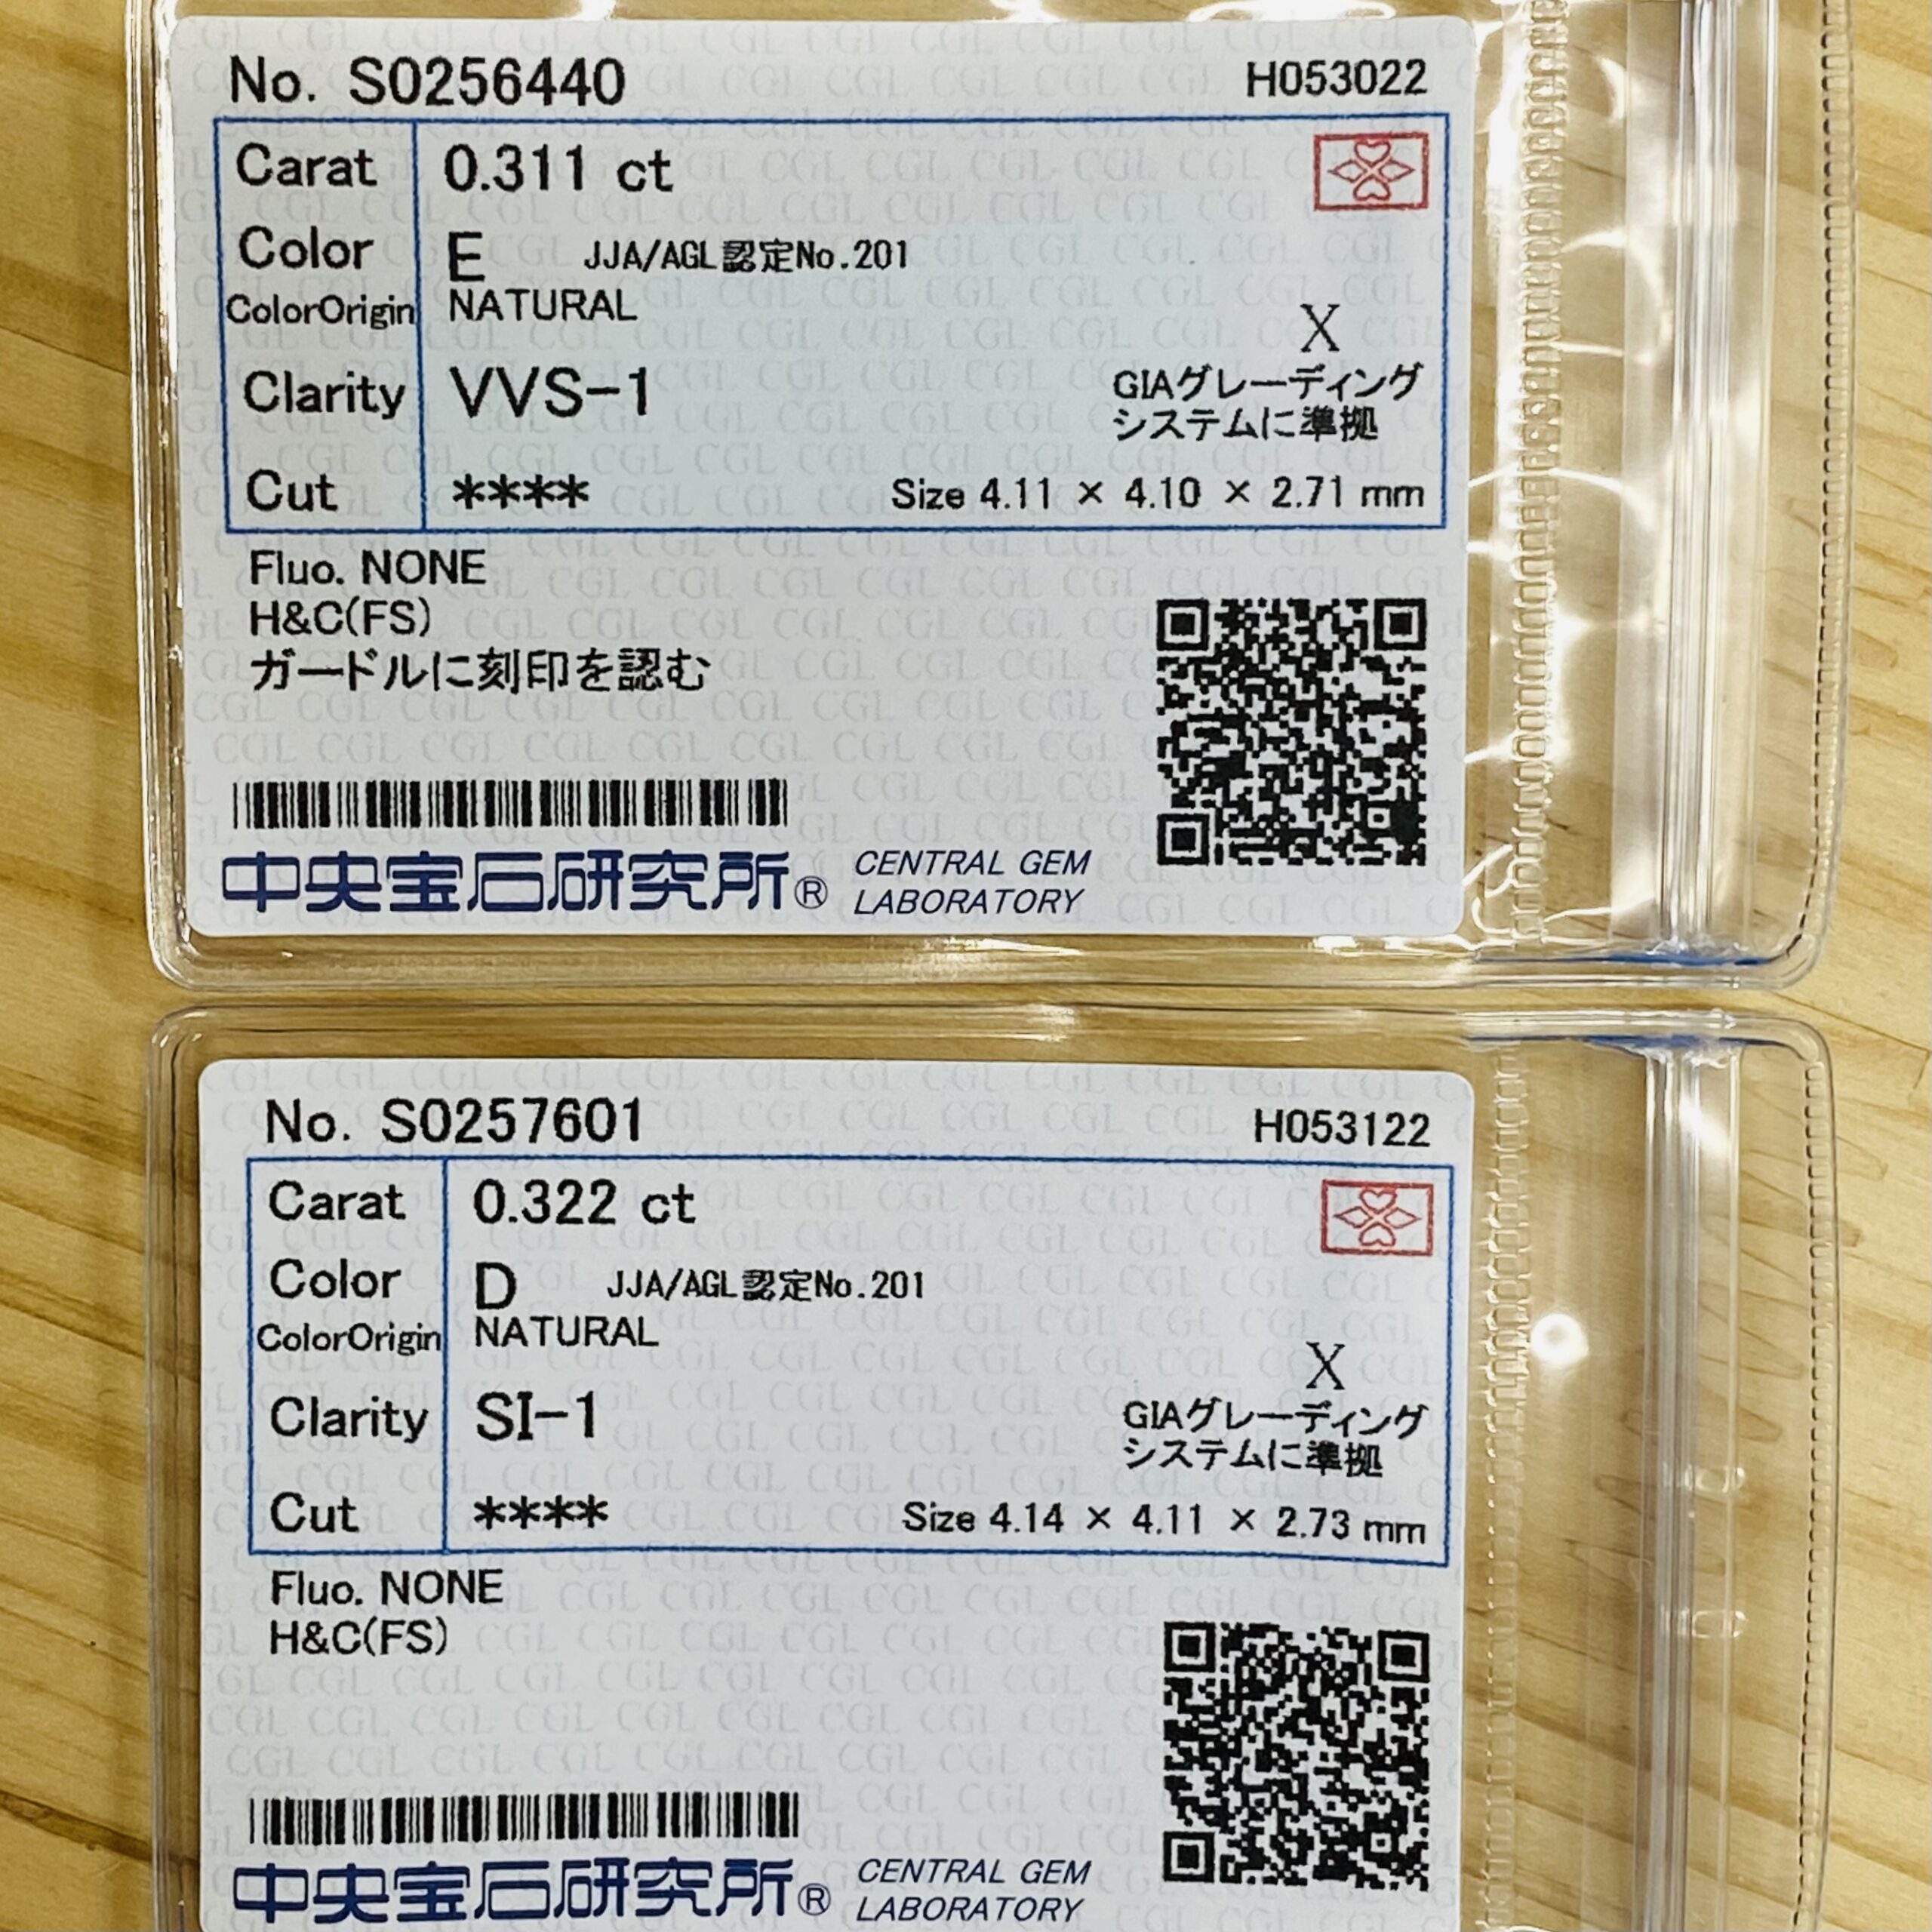 No. S0256440 H053022
Carat 0.311 ct
Color E JJA/AGL認定No.201
ColorOrigin NATURAL
X
Clarity VVS-1 GIAグレーディング
システムに準拠
Cut **** Size 4.11 × 4.10 × 2.71 mm
Fluo. NONE
H&C(FS)
ガードルに刻印を認む
中央宝石研究所® CENTRAL GEM
LABORATORY
No. S0257601 H053122
Carat 0.322 ct
Color D JJA/AGL認定No.201
ColorOrigin NATURAL
X
Clarity SI-1 GIAグレーディング
システムに準拠
Cut **** Size 4.14 × 4.11 × 2.73 mm
Fluo. NONE
H&C(FS)
中央宝石研究所® CENTRAL GEM
LABORATORY